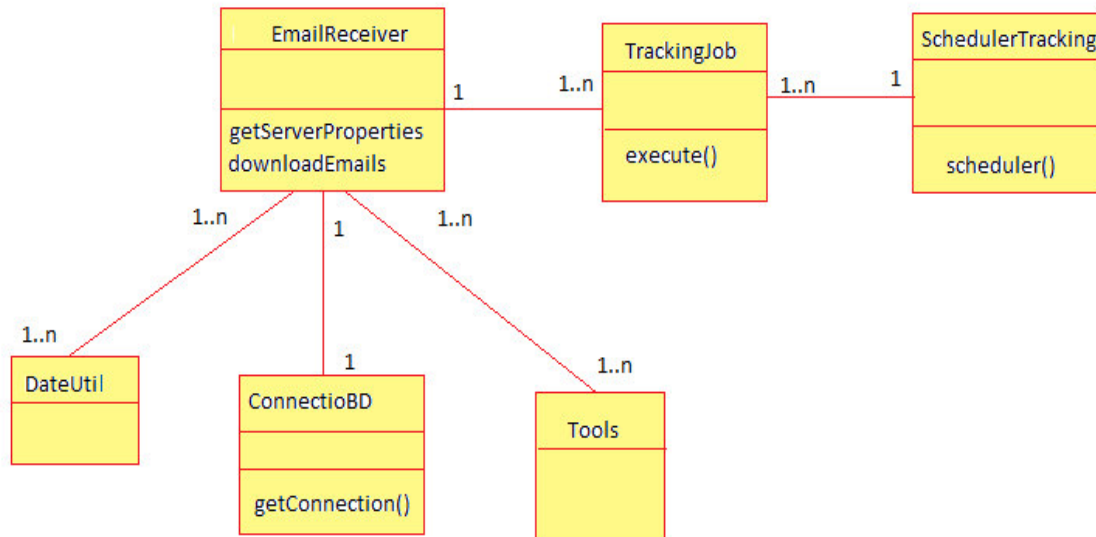 EmailReceiver
getServerProperties
downloadEmails
1
1..n
TrackingJob
execute()
1..n
1
SchedulerTracking
scheduler()
1..n
1
1..n
1..n
1
1..n
DateUtil
ConnectioBD
getConnection()
Tools